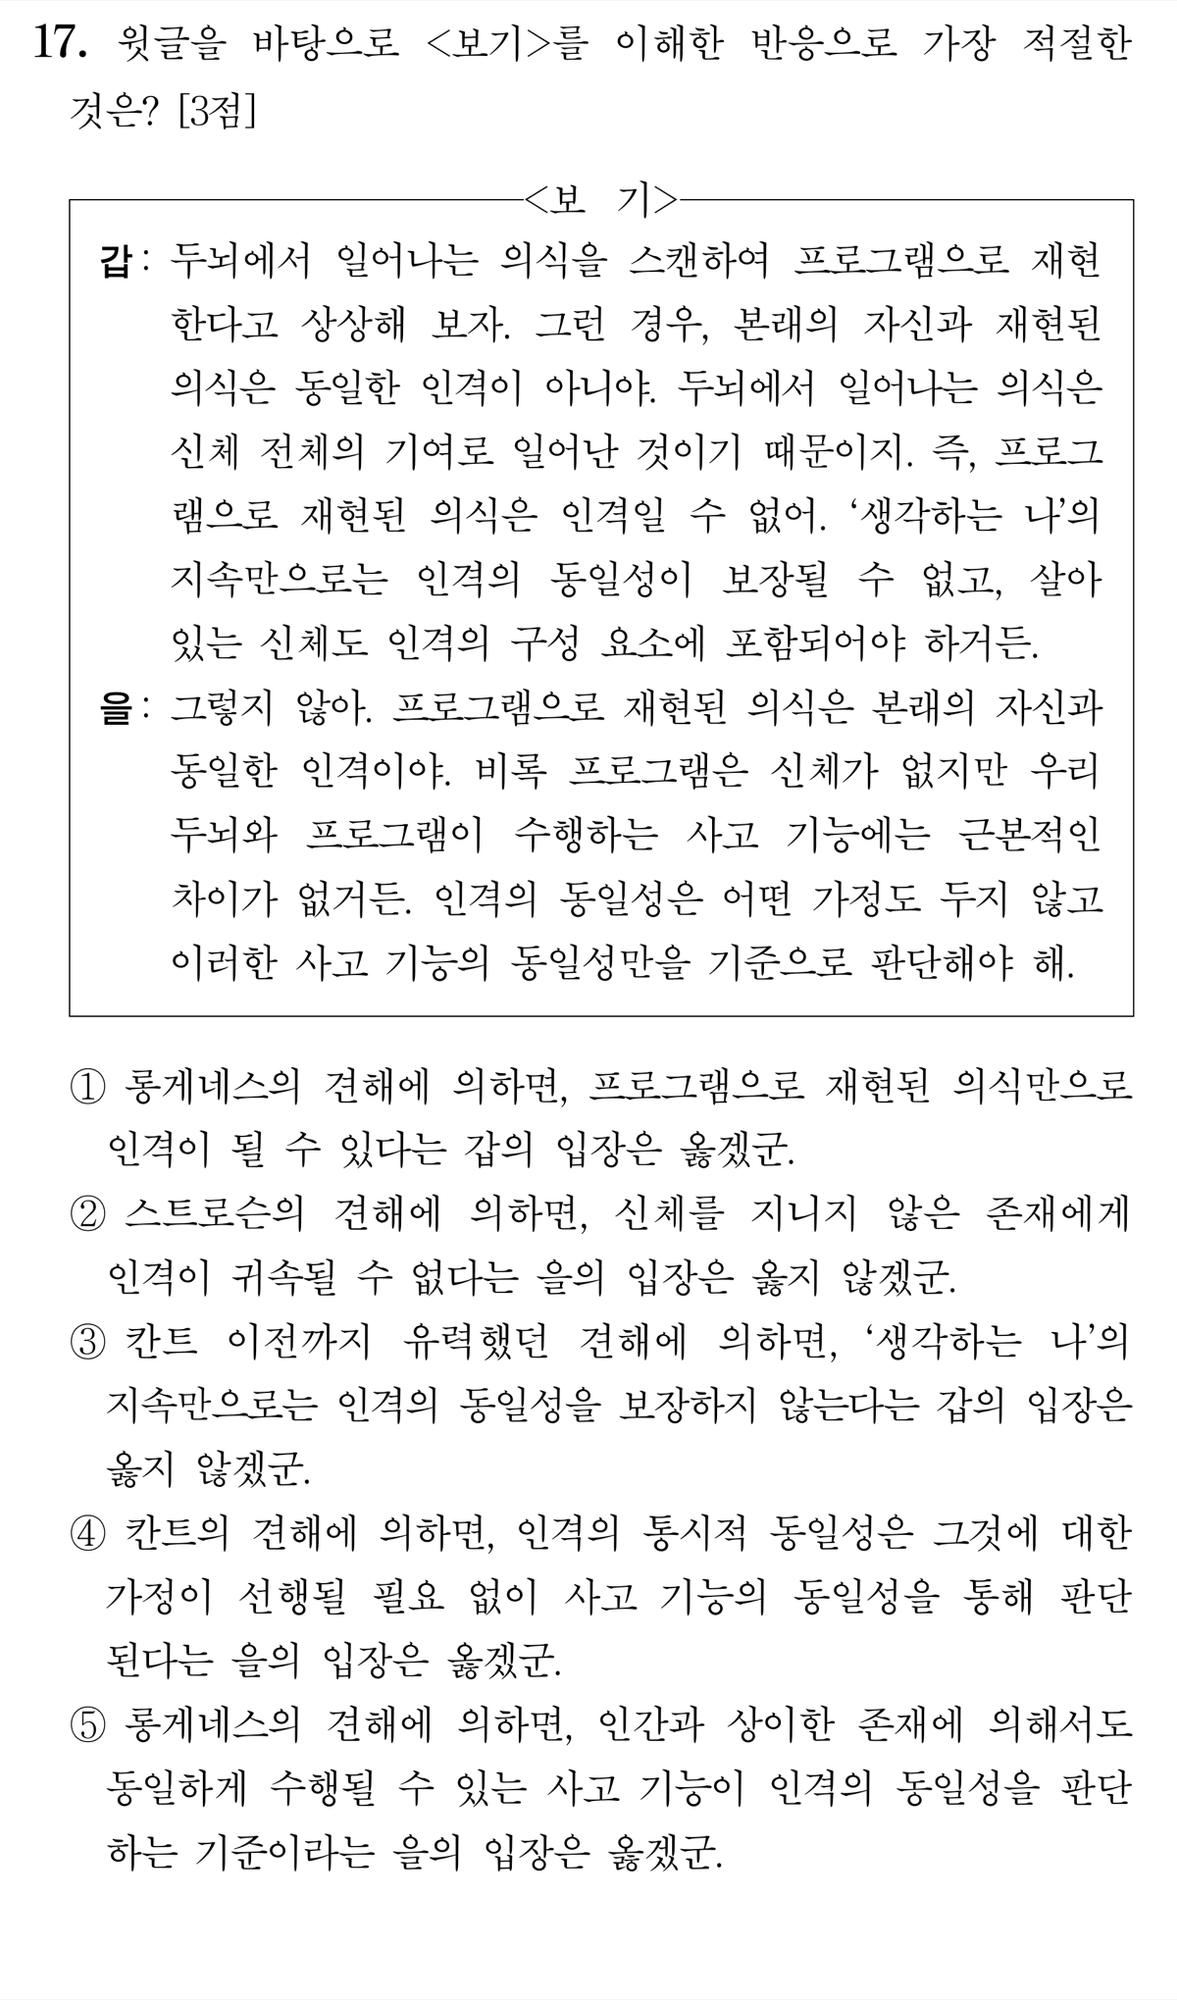 17. 윗글을 바탕으로 <보기>를 이해한 반응으로 가장 적절한
것은? [3점]
<보 기>
갑: 두뇌에서 일어나는 의식을 스캔하여 프로그램으로 재현
한다고 상상해 보자. 그런 경우, 본래의 자신과 재현된
의식은 동일한 인격이 아니야. 두뇌에서 일어나는 의식은
신체 전체의 기여로 일어난 것이기 때문이지. 즉, 프로그
램으로 재현된 의식은 인격일 수 없어. ‘생각하는 나’의
지속만으로는 인격의 동일성이 보장될 수 없고, 살아
있는 신체도 인격의 구성 요소에 포함되어야 하거든.
을: 그렇지 않아. 프로그램으로 재현된 의식은 본래의 자신과
동일한 인격이야. 비록 프로그램은 신체가 없지만 우리
두뇌와 프로그램이 수행하는 사고 기능에는 근본적인
차이가 없거든. 인격의 동일성은 어떤 가정도 두지 않고
이러한 사고 기능의 동일성만을 기준으로 판단해야 해.
① 롱게네스의 견해에 의하면, 프로그램으로 재현된 의식만으로
인격이 될 수 있다는 갑의 입장은 옳겠군.
② 스트로슨의 견해에 의하면, 신체를 지니지 않은 존재에게
인격이 귀속될 수 없다는 을의 입장은 옳지 않겠군.
③ 칸트 이전까지 유력했던 견해에 의하면, ‘생각하는 나’의
지속만으로는 인격의 동일성을 보장하지 않는다는 갑의 입장은
옳지 않겠군.
④ 칸트의 견해에 의하면, 인격의 통시적 동일성은 그것에 대한
가정이 선행될 필요 없이 사고 기능의 동일성을 통해 판단
된다는 을의 입장은 옳겠군.
⑤ 롱게네스의 견해에 의하면, 인간과 상이한 존재에 의해서도
동일하게 수행될 수 있는 사고 기능이 인격의 동일성을 판단
하는 기준이라는 을의 입장은 옳겠군.